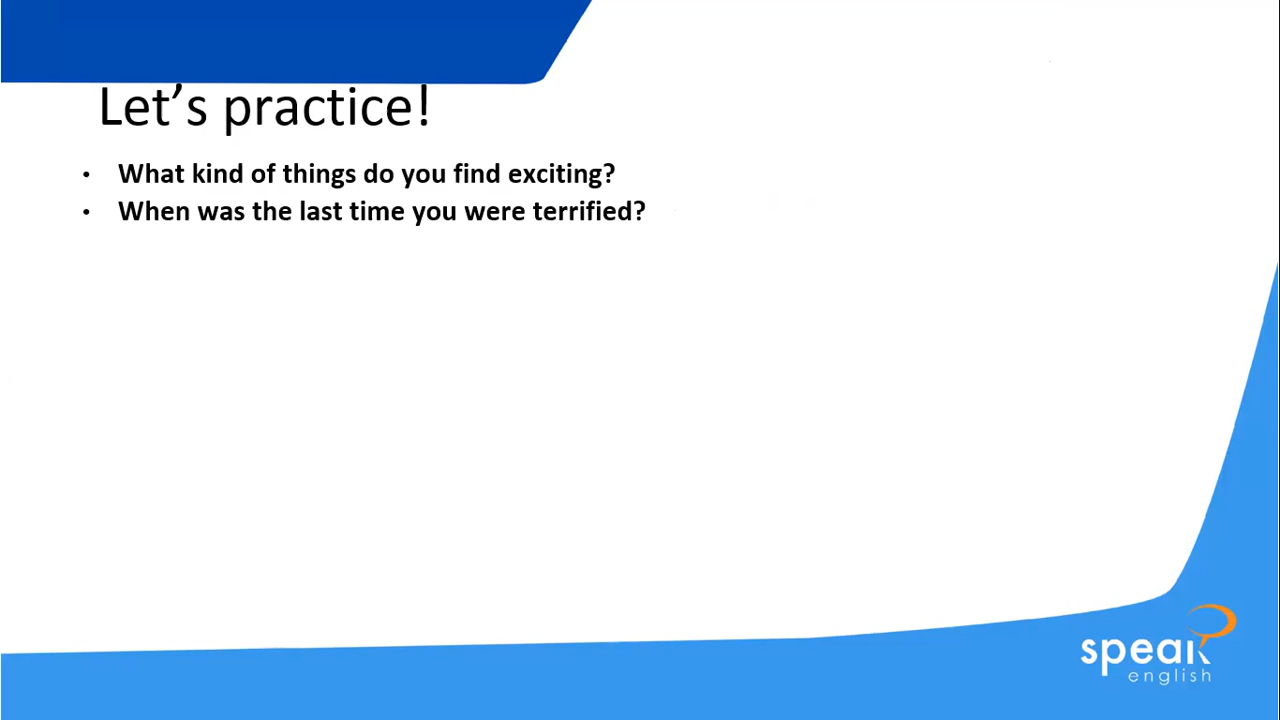 Let’s practice!
• What kind of things do you find exciting?
• When was the last time you were terrified?
speak
english